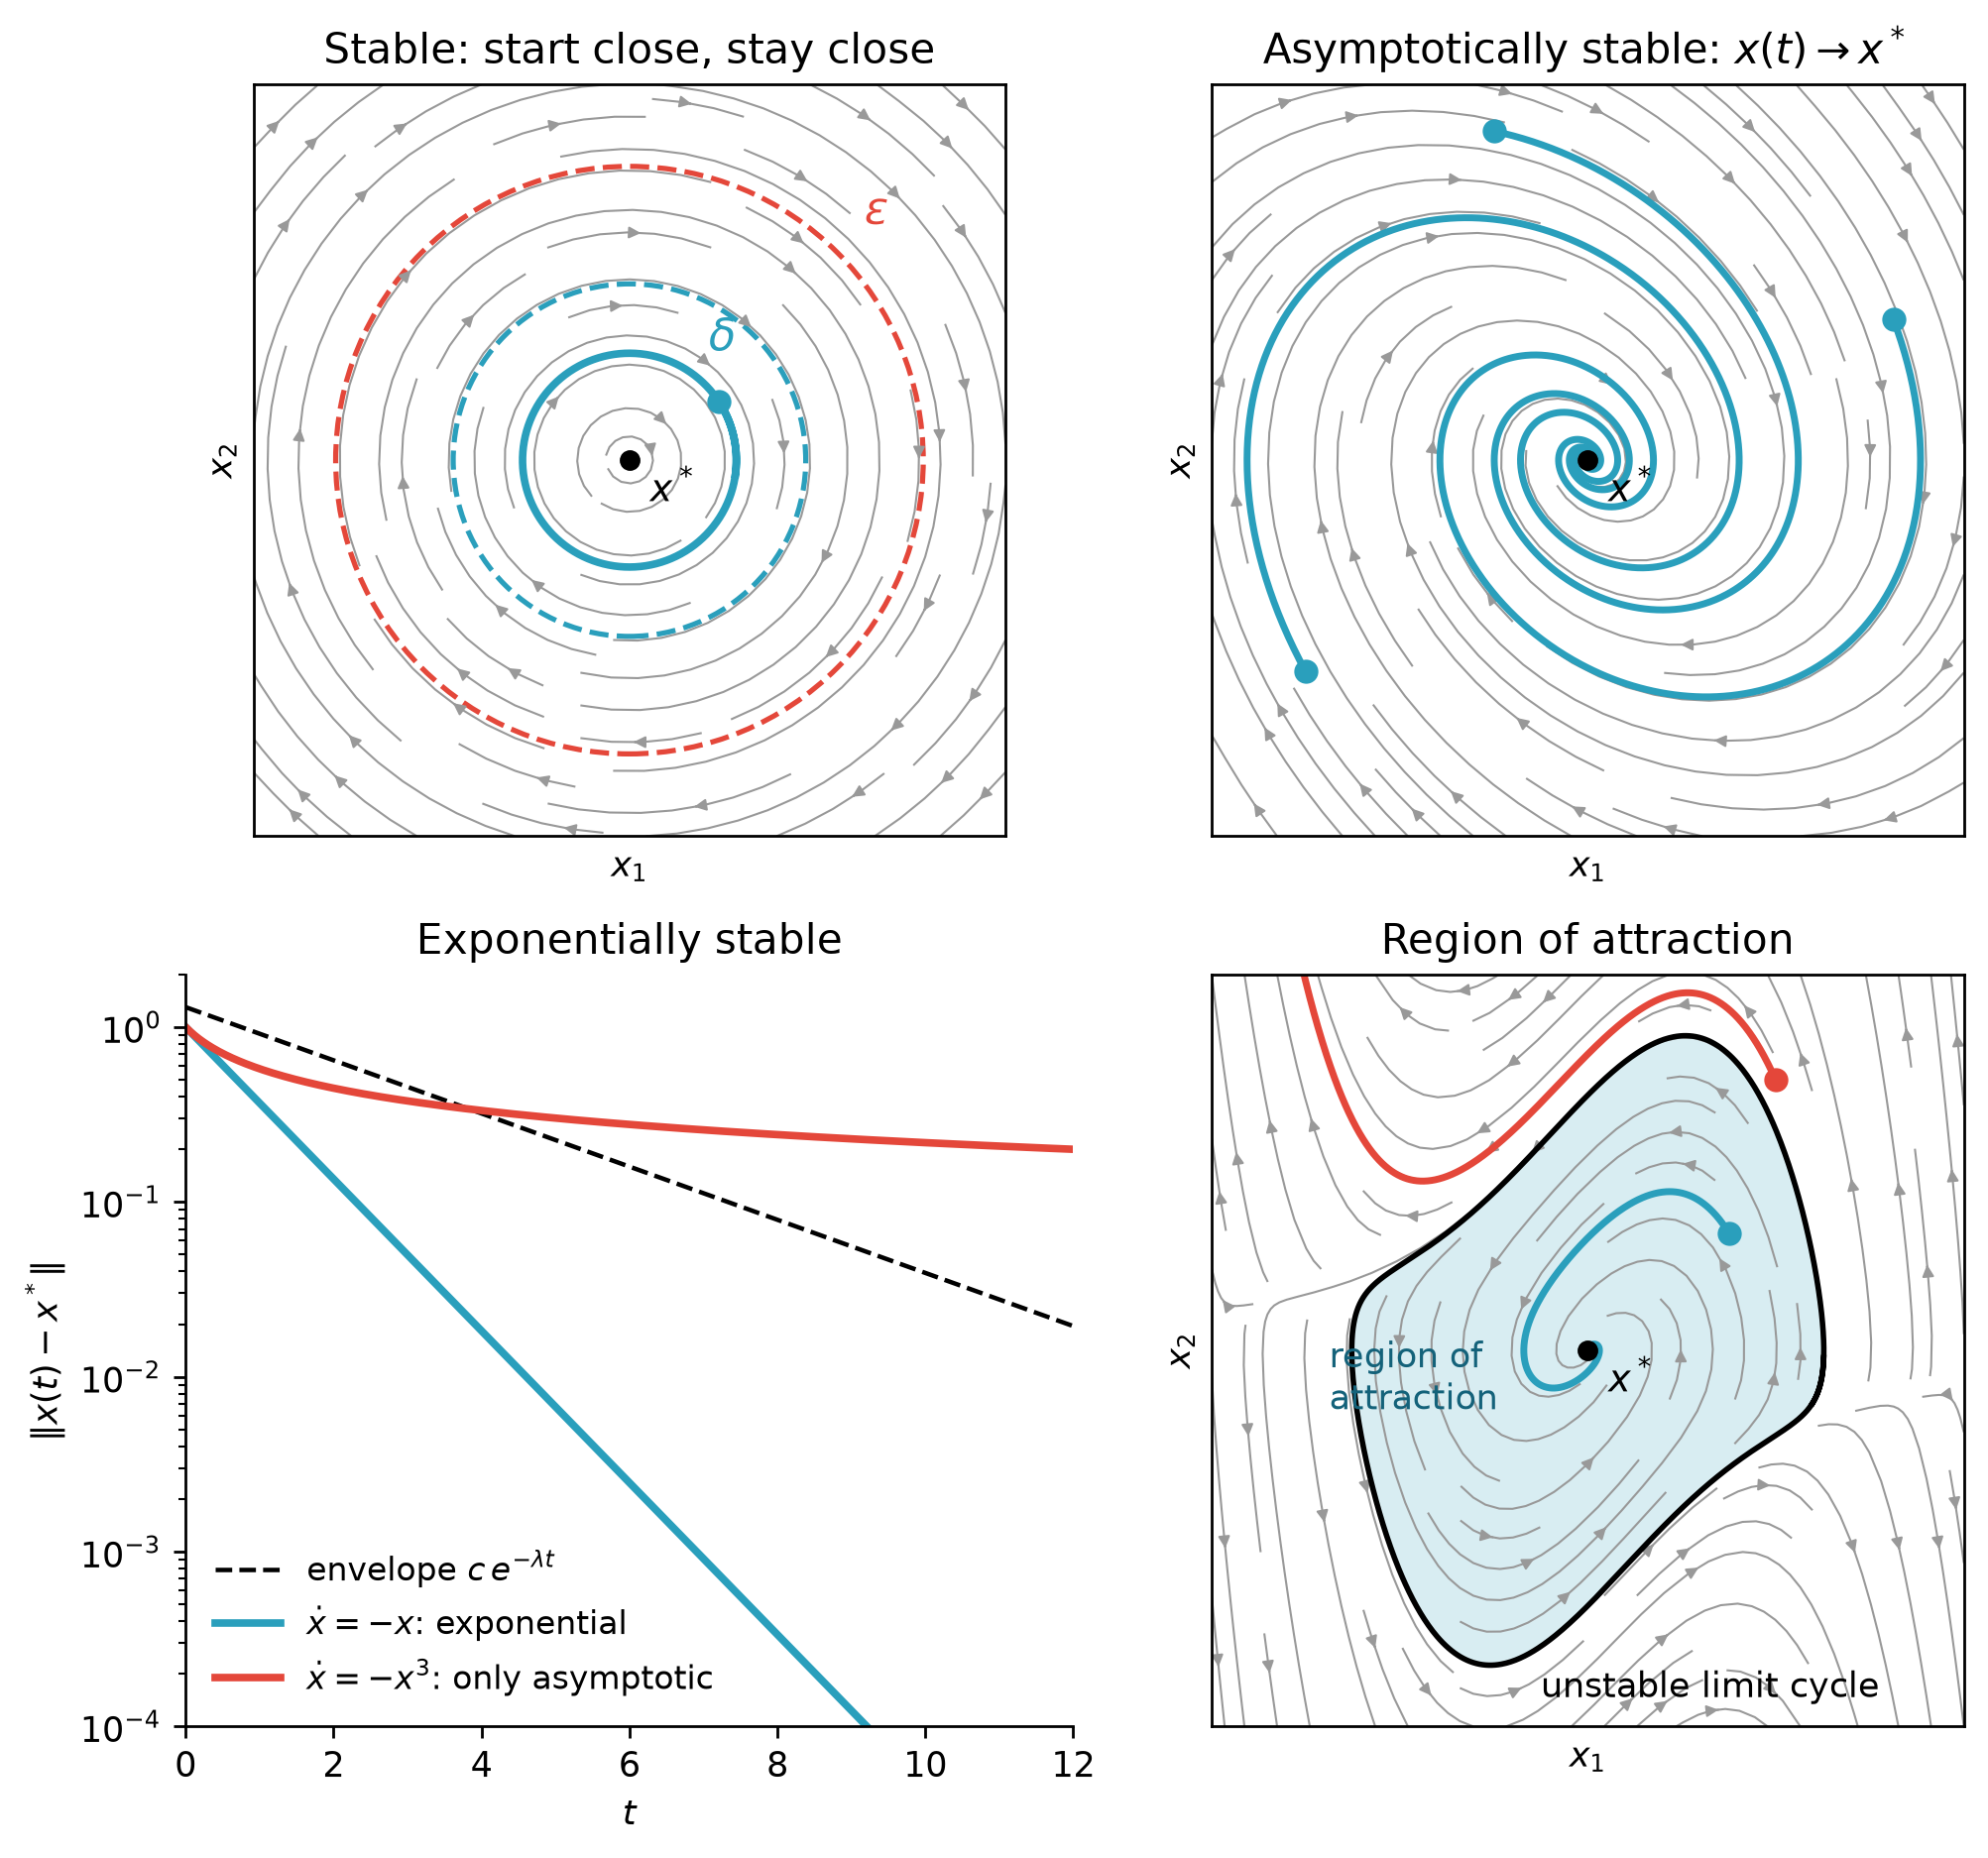 Stable: start close, stay close
ε
δ
x*
x₂
x₁
Asymptotically stable: x(t) → x*
x*
x₂
x₁
Exponentially stable
10⁰
10⁻¹
10⁻²
10⁻³
10⁻⁴
‖x(t) − x*‖
envelope c e^{−λt}
ẋ = −x: exponential
ẋ = −x³: only asymptotic
0 2 4 6 8 10 12
t
Region of attraction
region of
attraction
x*
unstable limit cycle
x₂
x₁